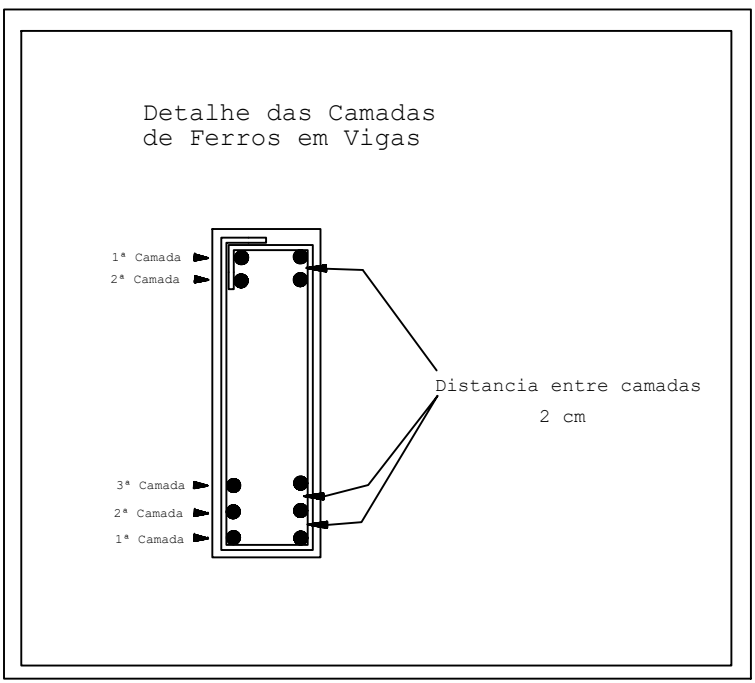 Detalhe das Camadas
de Ferros em Vigas
1ª Camada
2ª Camada
Distancia entre camadas
2 cm
3ª Camada
2ª Camada
1ª Camada